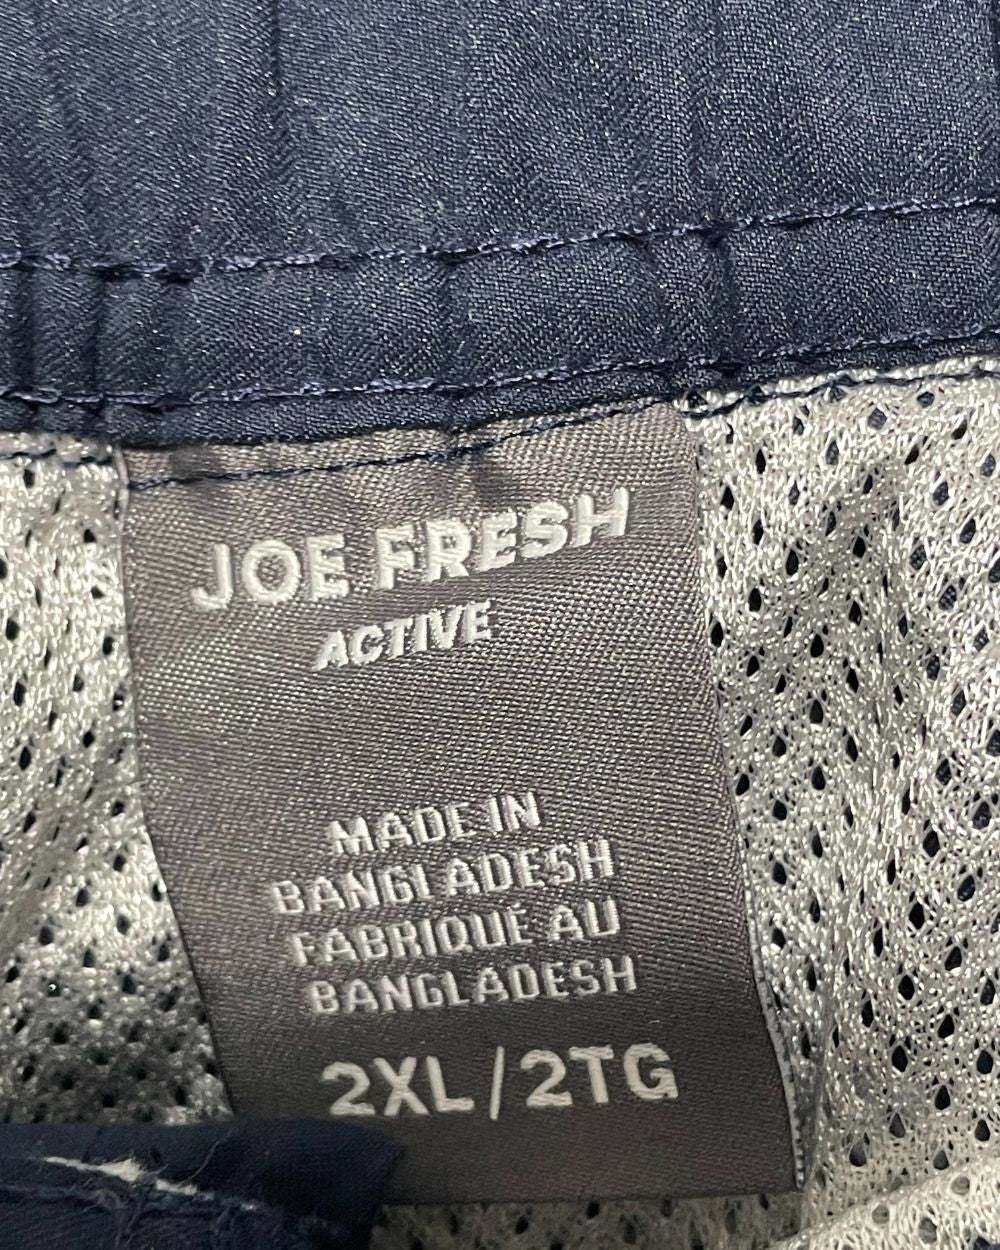 JOE FRESH
ACTIVE
MADE IN
BANGLADESH
FABRIQUÉ AU
BANGLADESH
2XL/2TG